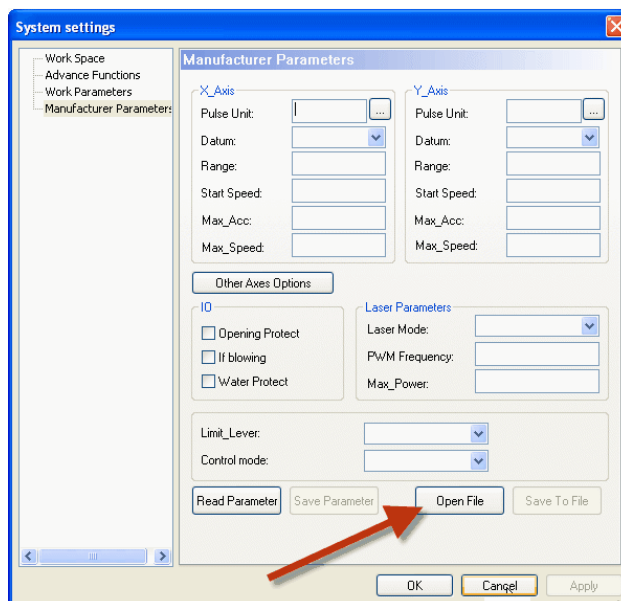 System settings
Work Space
Advance Functions
Work Parameters
Manufacturer Parameters
Manufacturer Parameters
X_Axis
Pulse Unit:
...
Datum:
Range:
Start Speed:
Max_Acc:
Max_Speed:
Y_Axis
Pulse Unit:
...
Datum:
Range:
Start Speed:
Max_Acc:
Max_Speed:
Other Axes Options
IO
Opening Protect
If blowing
Water Protect
Laser Parameters
Laser Mode:
PWM Frequency:
Max_Power:
Limit_Lever:
Control mode:
Read Parameter Save Parameter Open File Save To File
OK Cancel Apply